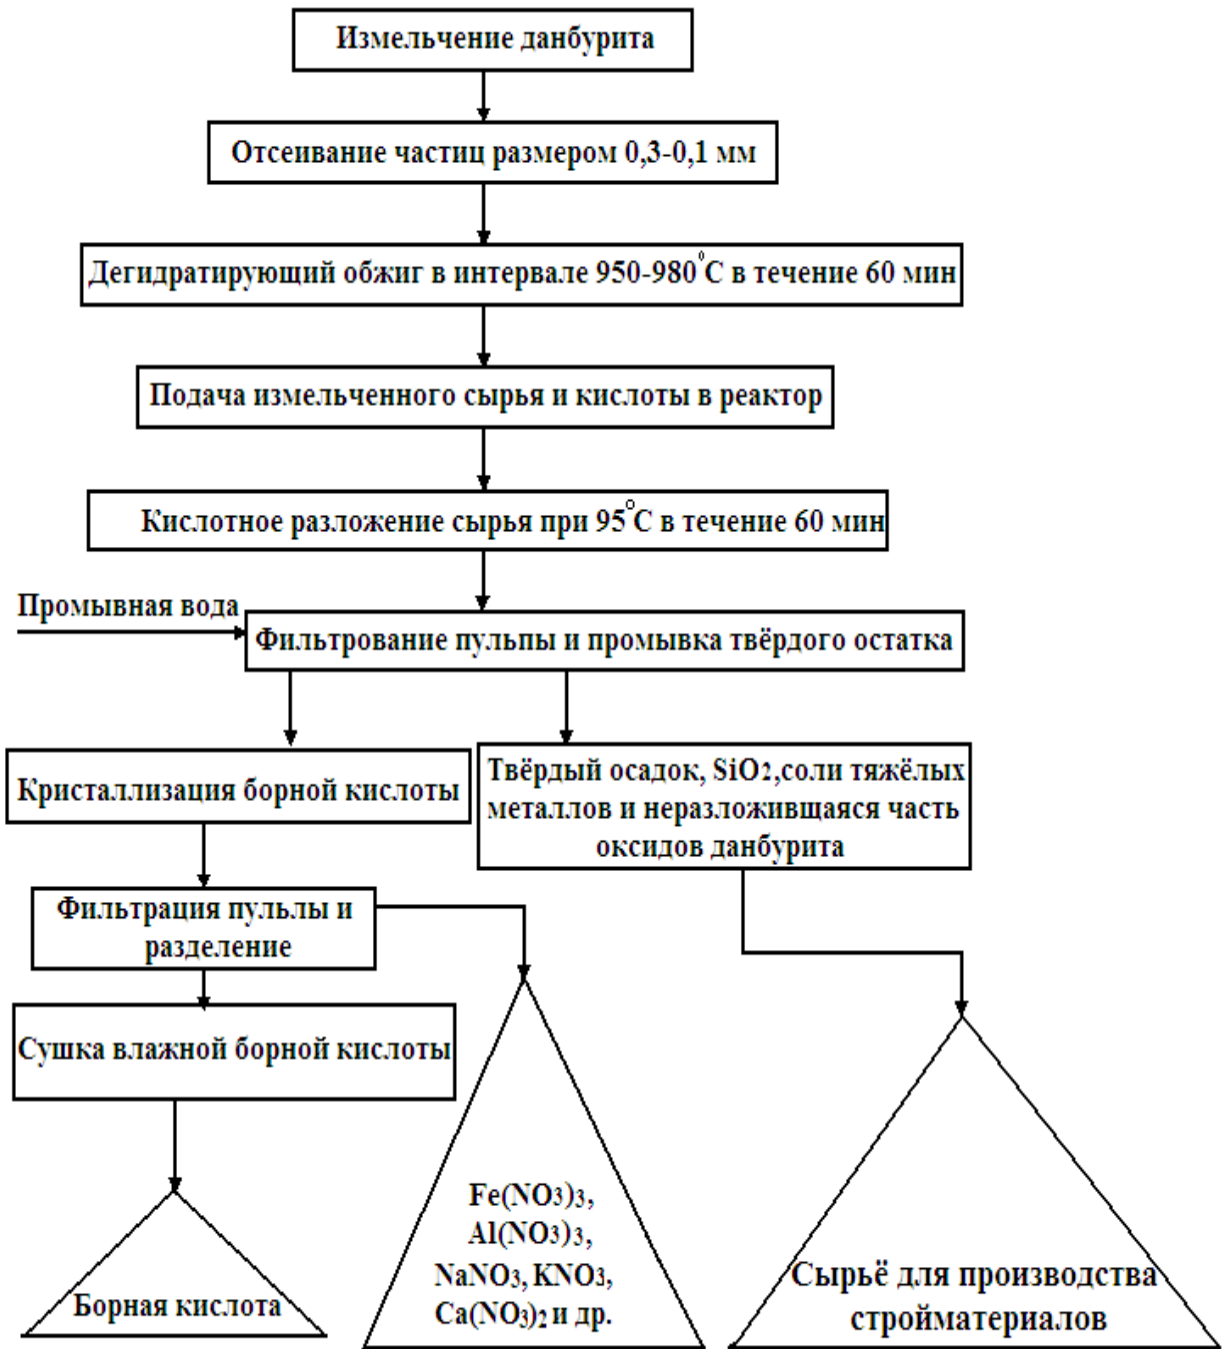 Измельчение данбурита
Отсеивание частиц размером 0,3-0,1 мм
Дегидратирующий обжиг в интервале 950-980°С в течение 60 мин
Подача измельченного сырья и кислоты в реактор
Кислотное разложение сырья при 95°С в течение 60 мин
Промывная вода
Фильтрование пульпы и промывка твёрдого остатка
Кристаллизация борной кислоты
Твёрдый осадок, SiO2,соли тяжёлых
металлов и неразложившаяся часть
оксидов данбурита
Фильтрация пульлы и
разделение
Сушка влажной борной кислоты
Fe(NO3)3,
Al(NO3)3,
NaNO3, KNO3,
Ca(NO3)2 и др.
Борная кислота
Сырьё для производства
стройматериалов